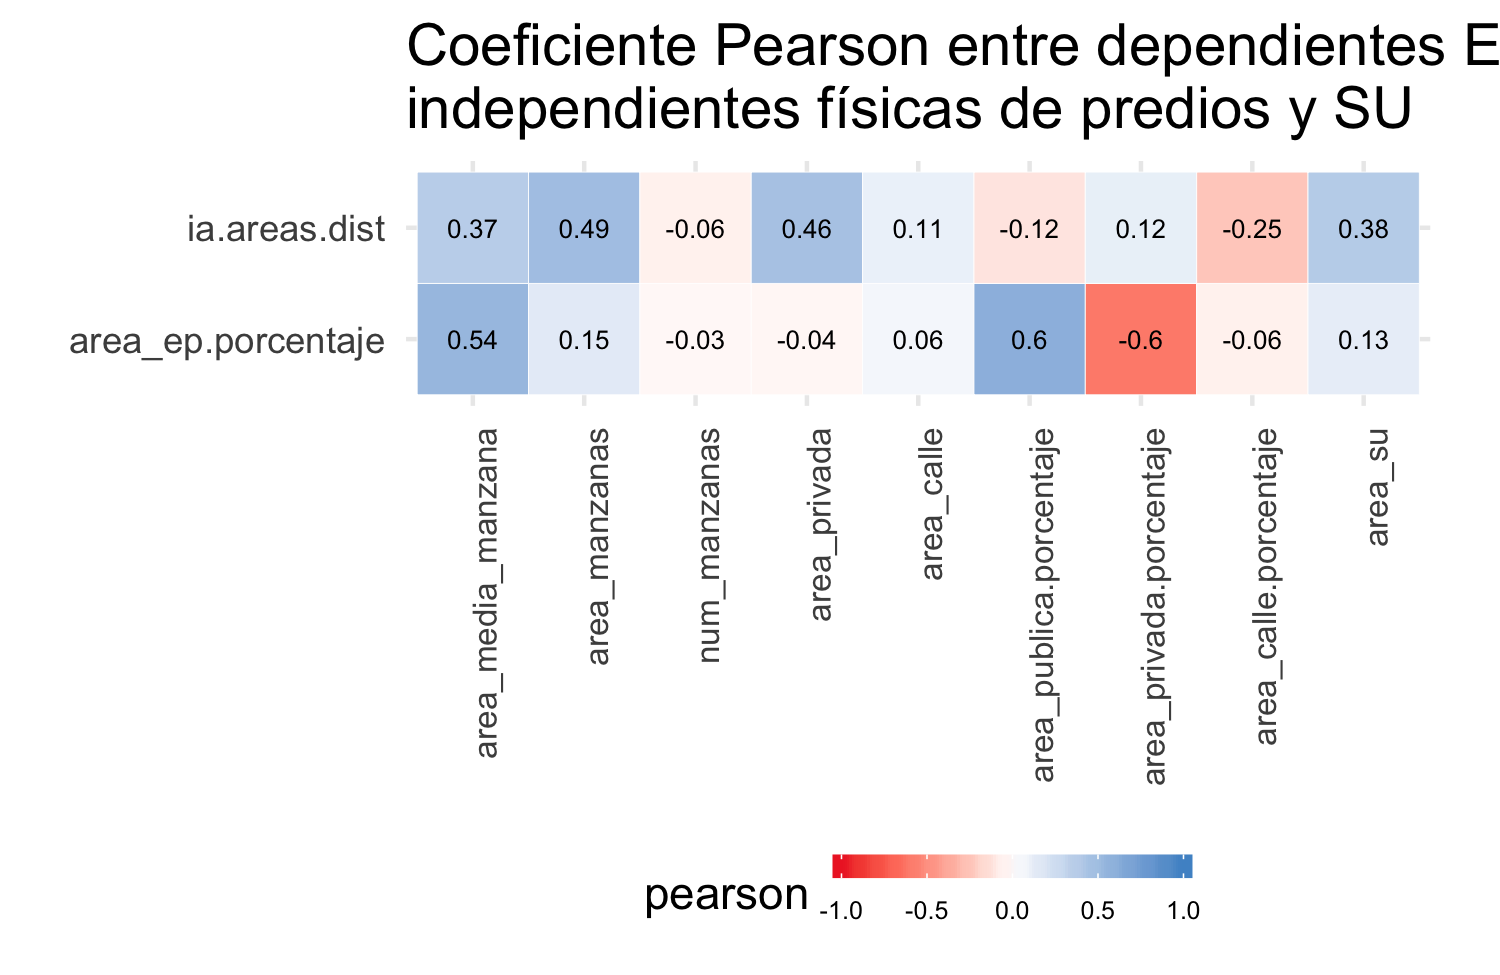 Coeficiente Pearson entre dependientes E
independientes físicas de predios y SU
ia.areas.dist
0.37 0.49 -0.06 0.46 0.11 -0.12 0.12 -0.25 0.38
area_ep.porcentaje
0.54 0.15 -0.03 -0.04 0.06 0.6 -0.6 -0.06 0.13
area_media_manzana
area_manzanas
num_manzanas
area_privada
area_calle
area_publica.porcentaje
area_privada.porcentaje
area_calle.porcentaje
area_su
pearson
-1.0 -0.5 0.0 0.5 1.0